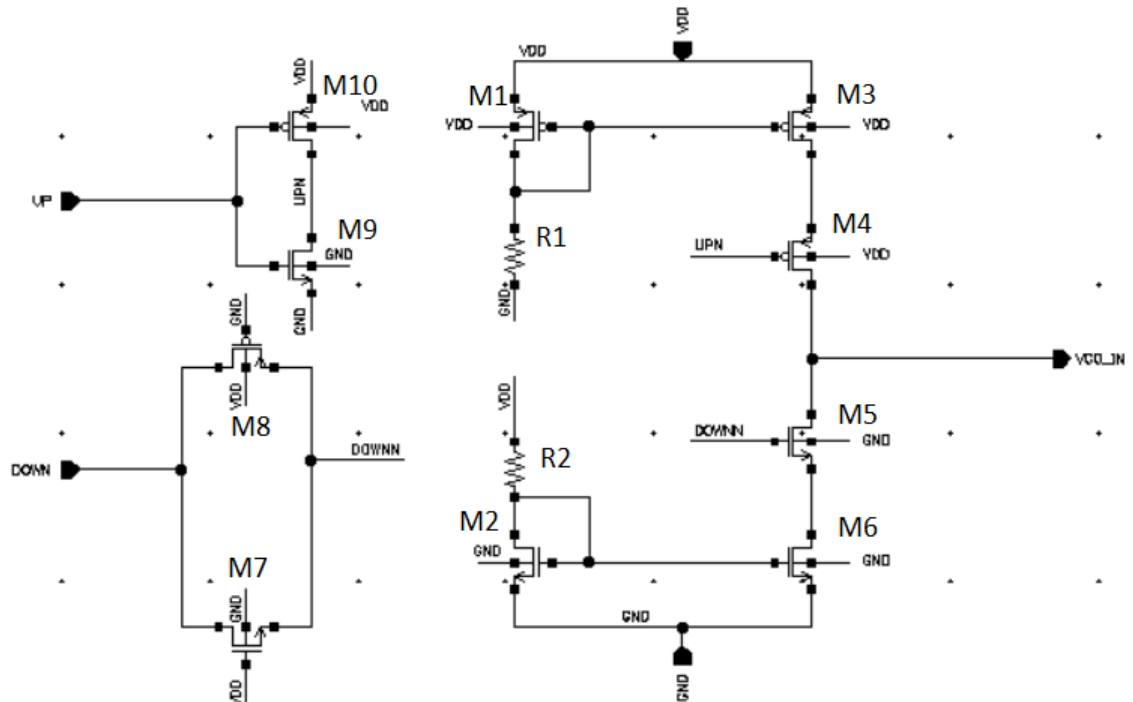 VDD
VDD
M10
VDD
UP
UPN
M9
GND
GND
GND
VDD
M8
DOWN
DOWNN
M7
GND
VDD
VDD
VDD
M1
M3
VDD
VDD
R1
GND
M4
UPN
VDD
VCO_IN
VDD
M5
DOWNN
GND
R2
M2
M6
GND
GND
GND
GND